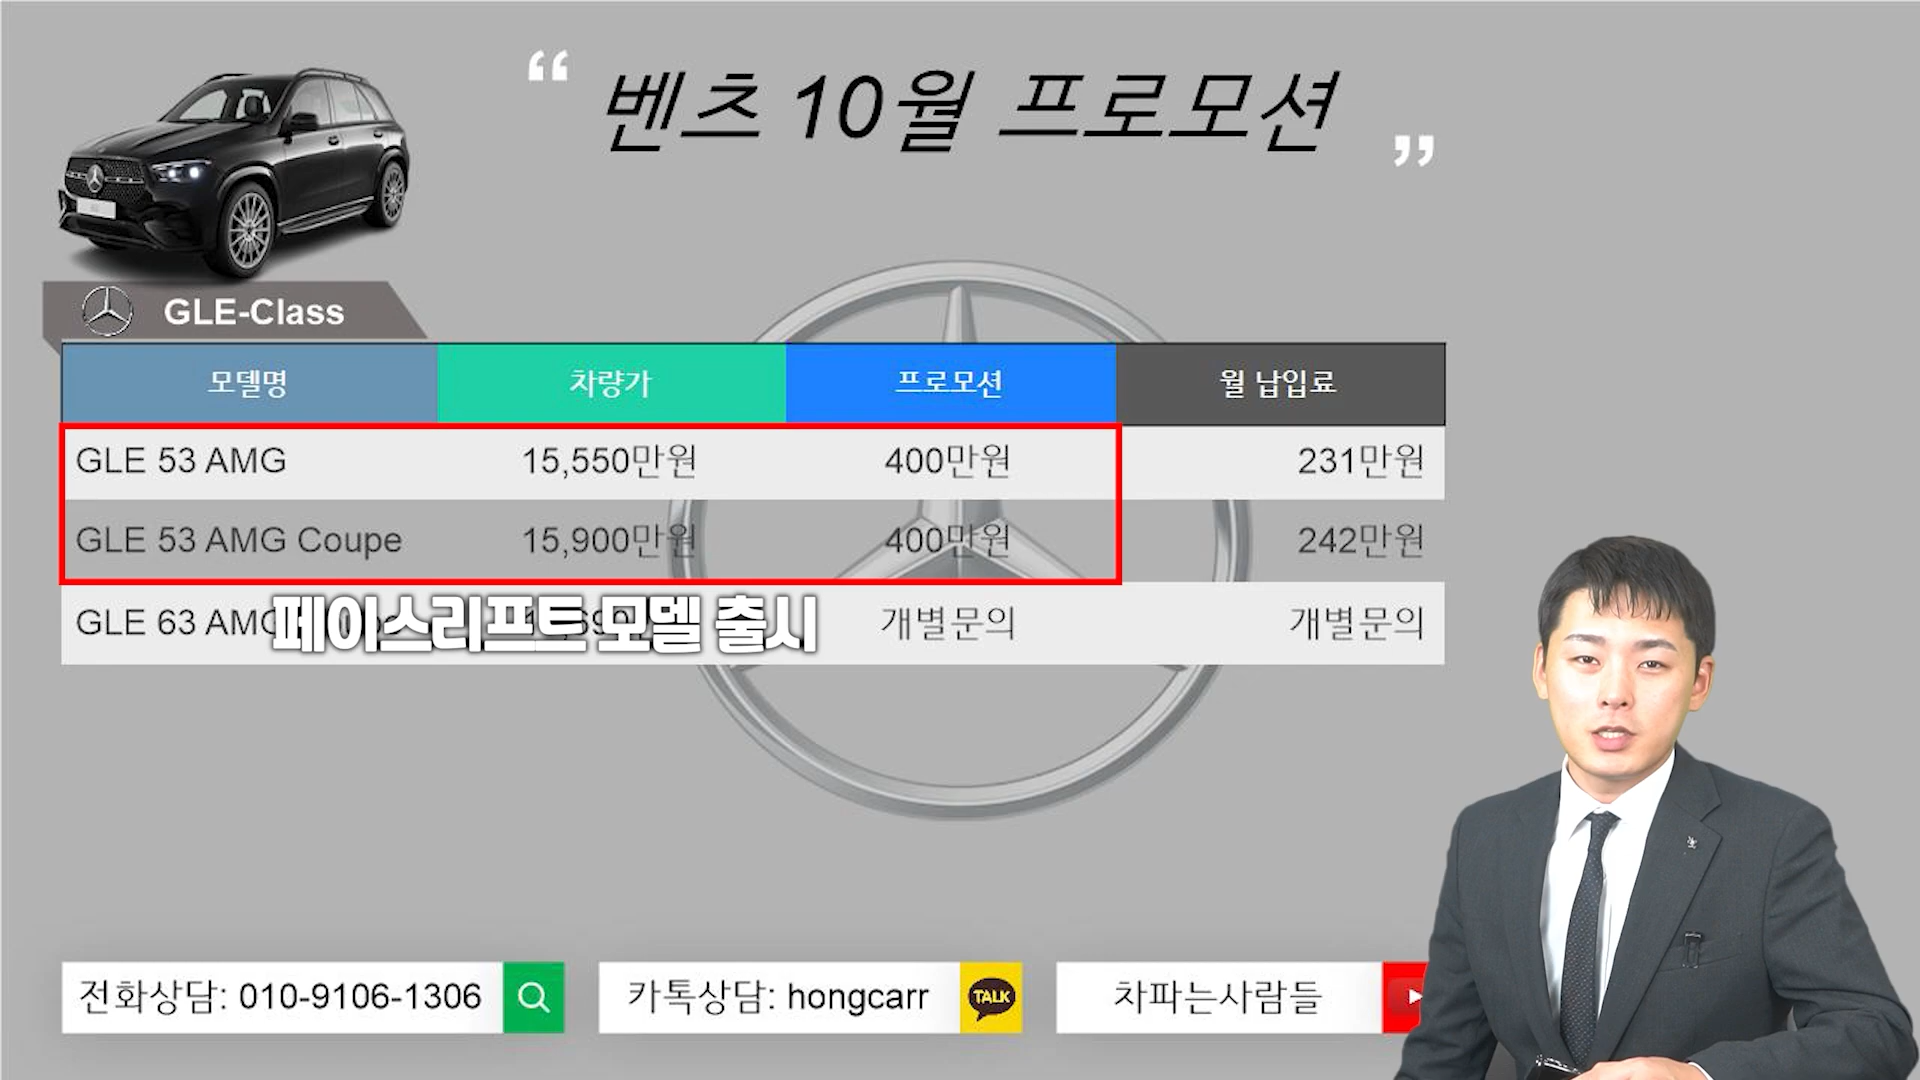 “ 벤츠 10월 프로모션 ”
GLE-Class
모델명 차량가 프로모션 월 납입료
GLE 53 AMG 15,550만원 400만원 231만원
GLE 53 AMG Coupe 15,900만원 400만원 242만원
GLE 63 AMG 개별문의 개별문의
페이스리프트 모델 출시
전화상담: 010-9106-1306
카톡상담: hongcarr
TALK
차파는사람들